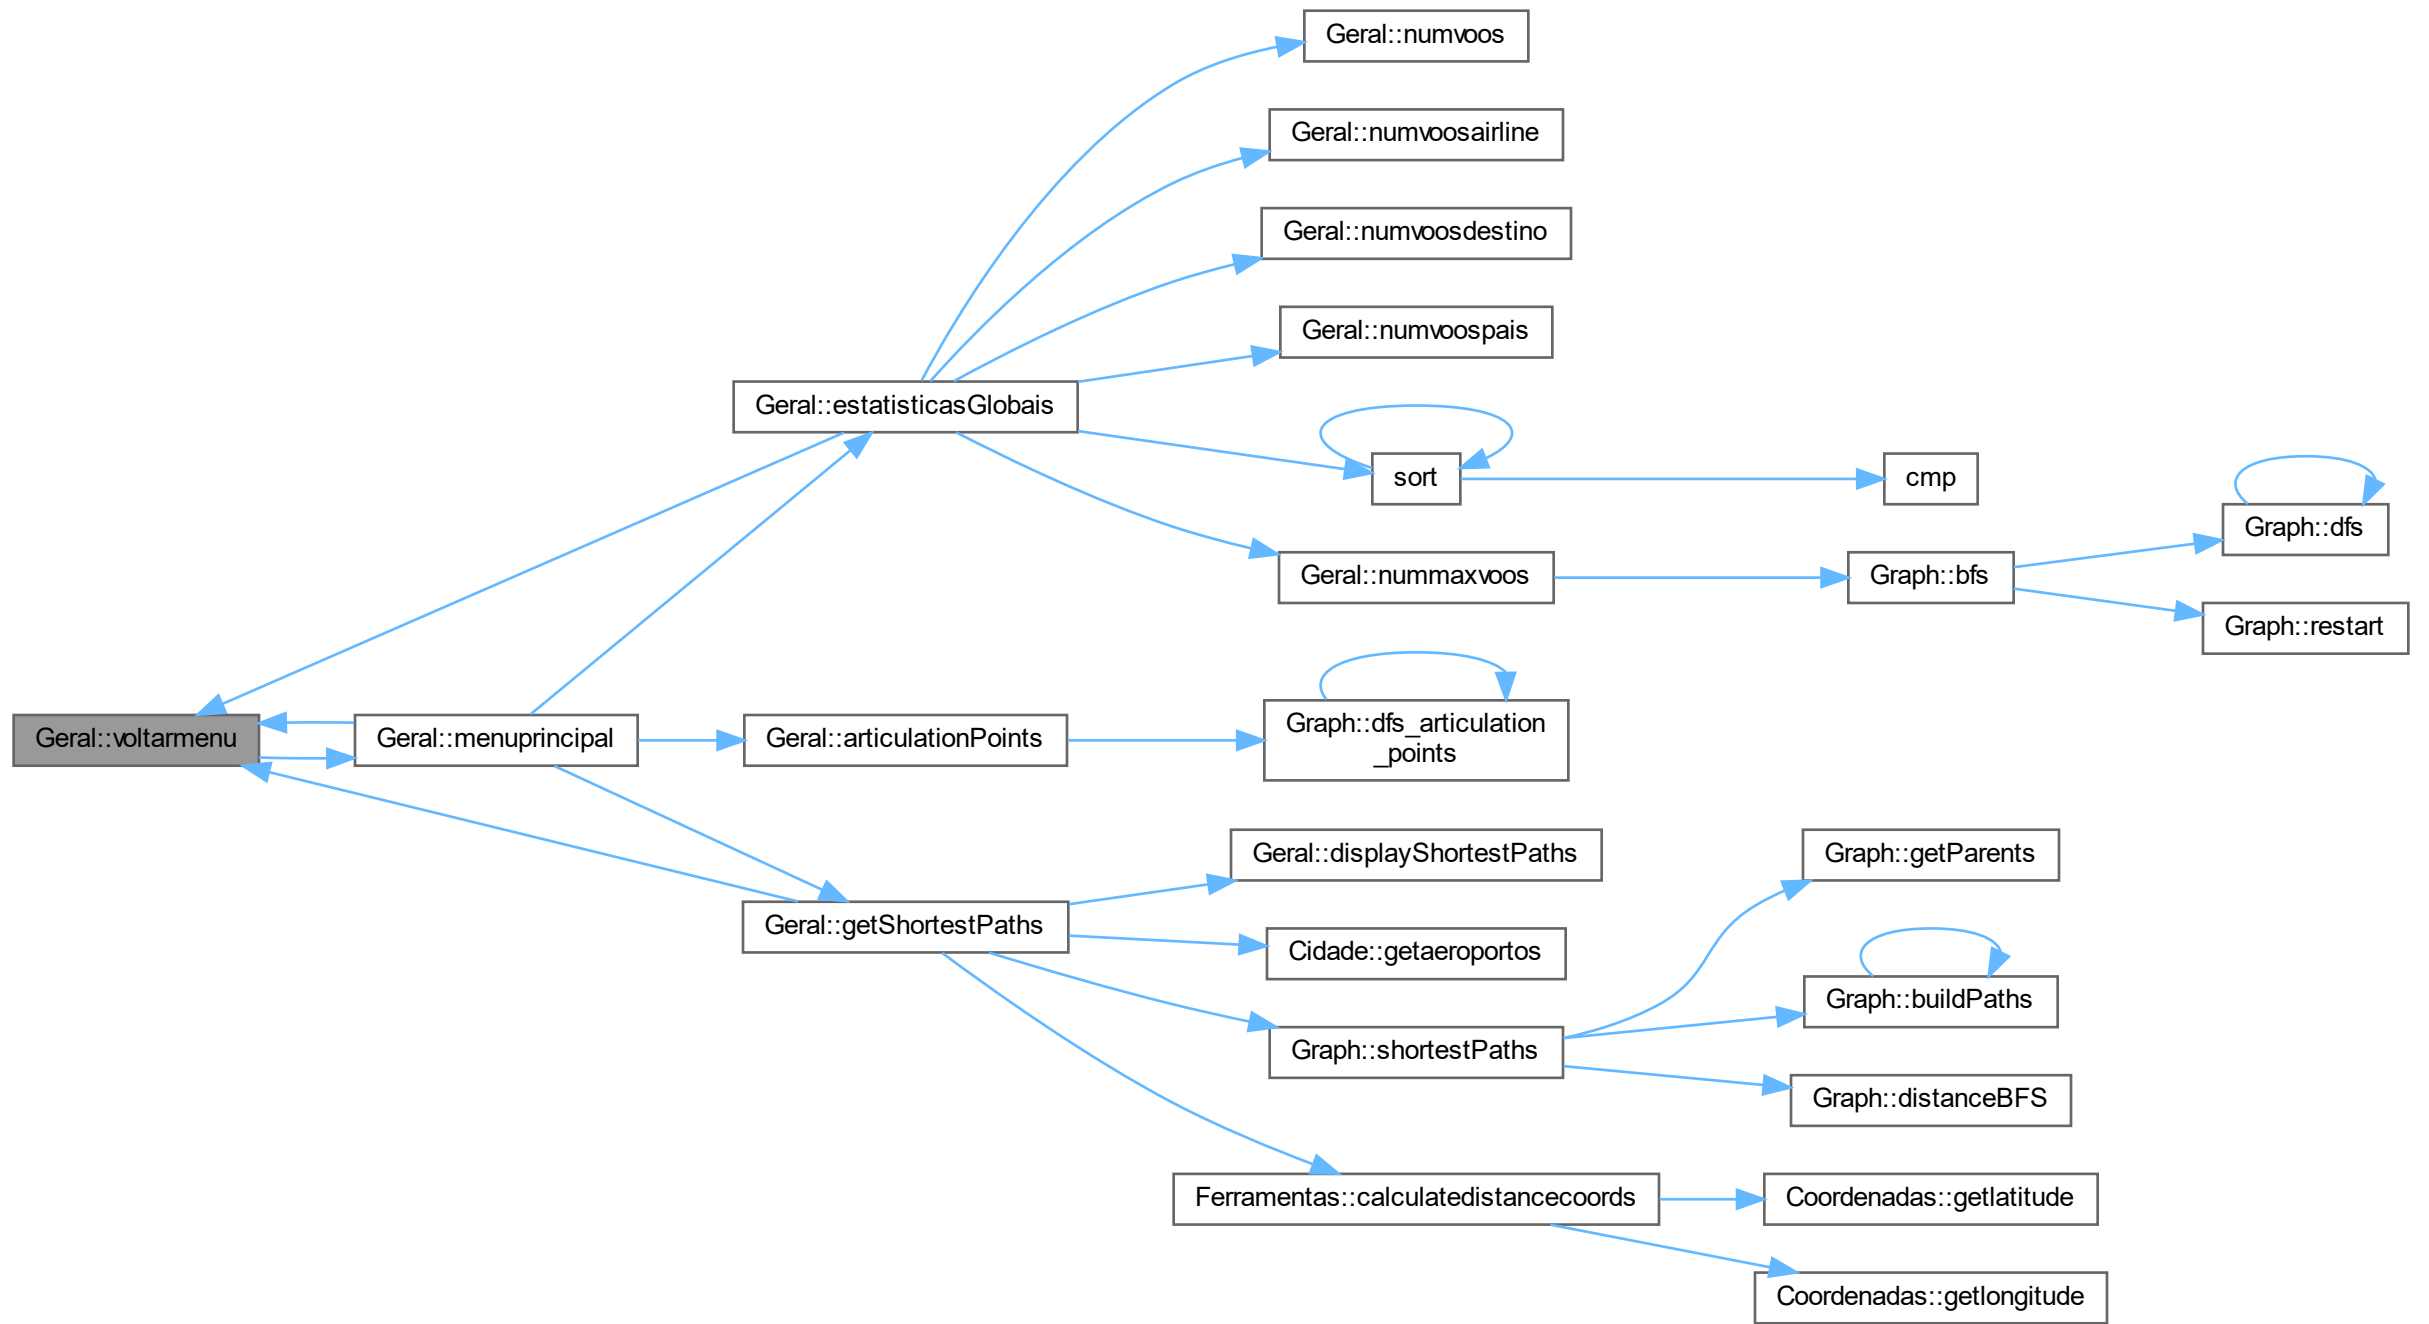 Geral::numvoos
Geral::numvoosairline
Geral::numvoosdestino
Geral::numvoospais
Geral::estatisticasGlobais
sort
cmp
Graph::dfs
Geral::nummaxvoos
Graph::bfs
Graph::restart
Geral::voltarmenu
Geral::menuprincipal
Geral::articulationPoints
Graph::dfs_articulation
_points
Geral::displayShortestPaths
Graph::getParents
Geral::getShortestPaths
Cidade::getaeroportos
Graph::buildPaths
Graph::shortestPaths
Graph::distanceBFS
Ferramentas::calculatedistancecoords
Coordenadas::getlatitude
Coordenadas::getlongitude